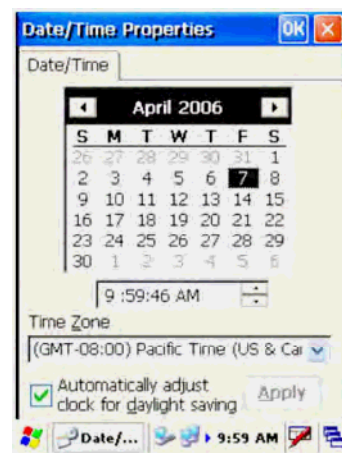 Date/Time Properties OK
Date/Time
April 2006
S M T W T F S
26 27 28 29 30 31 1
2 3 4 5 6 7 8
9 10 11 12 13 14 15
16 17 18 19 20 21 22
23 24 25 26 27 28 29
30 1 2 3 4 5 6
9 :59:46 AM
Time Zone
(GMT-08:00) Pacific Time (US & Car
Automatically adjust
clock for daylight saving
Apply
Date/... 9:59 AM